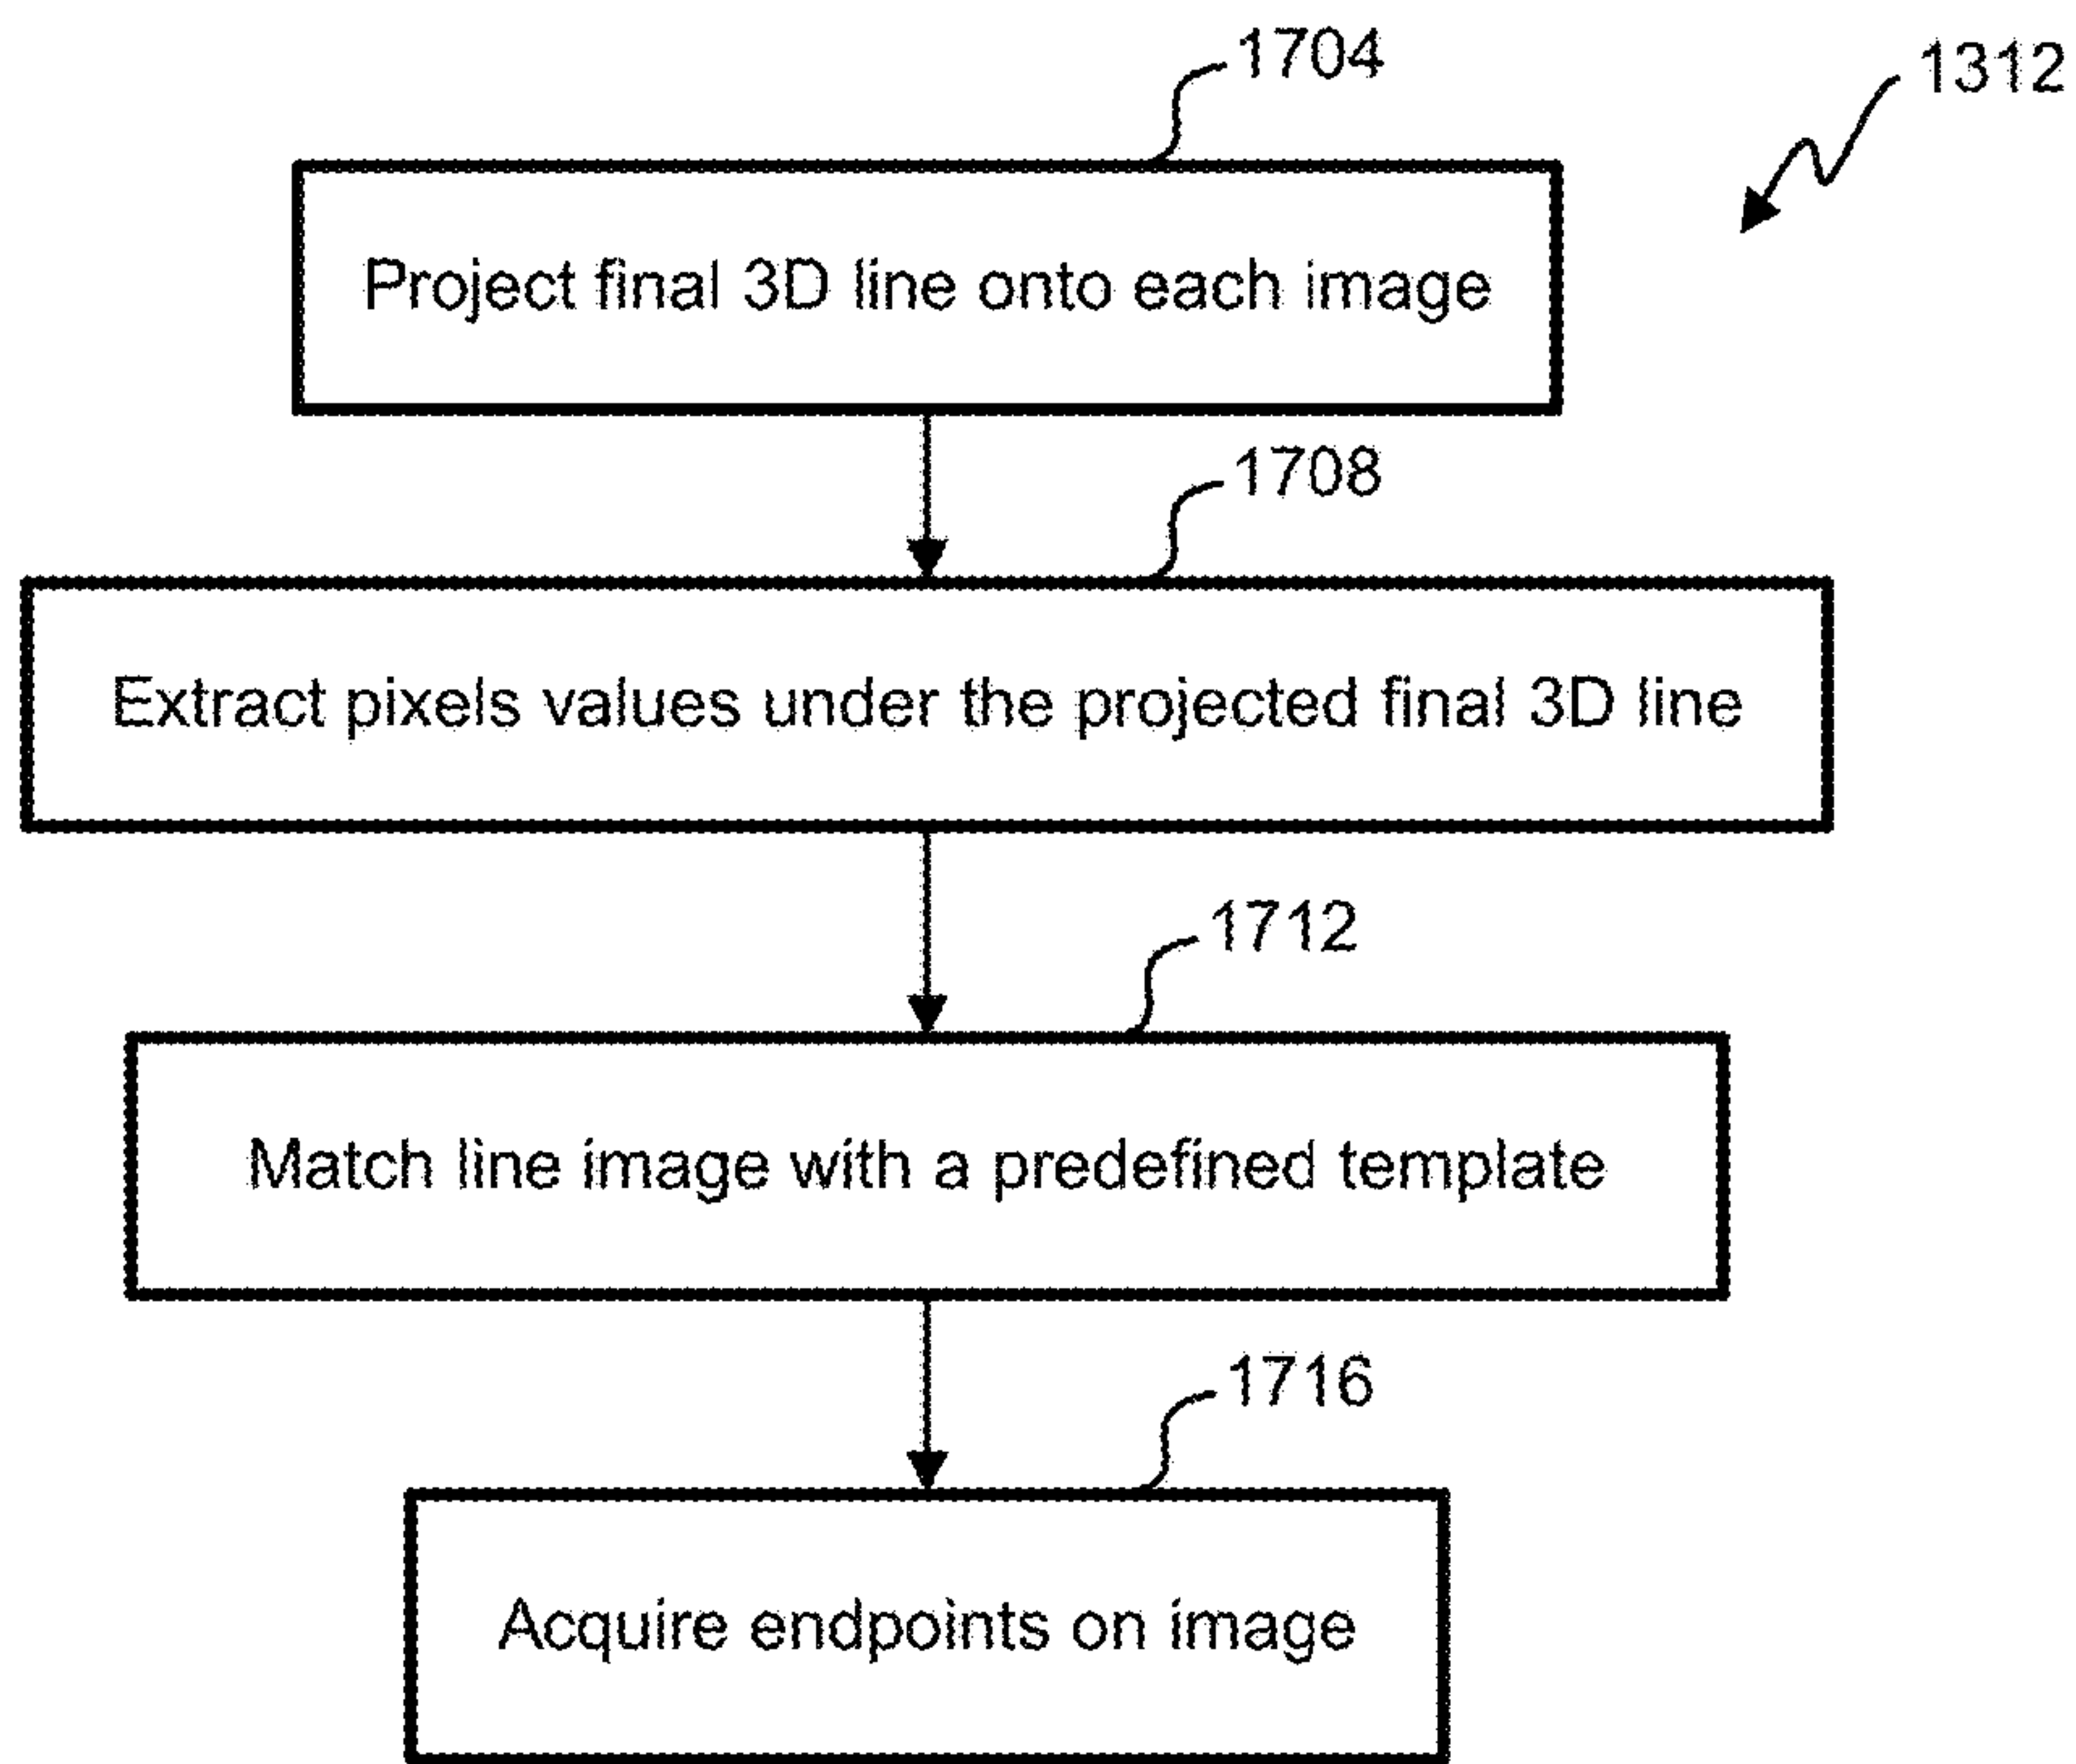 1704
1312
Project final 3D line onto each image
1708
Extract pixels values under the projected final 3D line
1712
Match line image with a predefined template
1716
Acquire endpoints on image